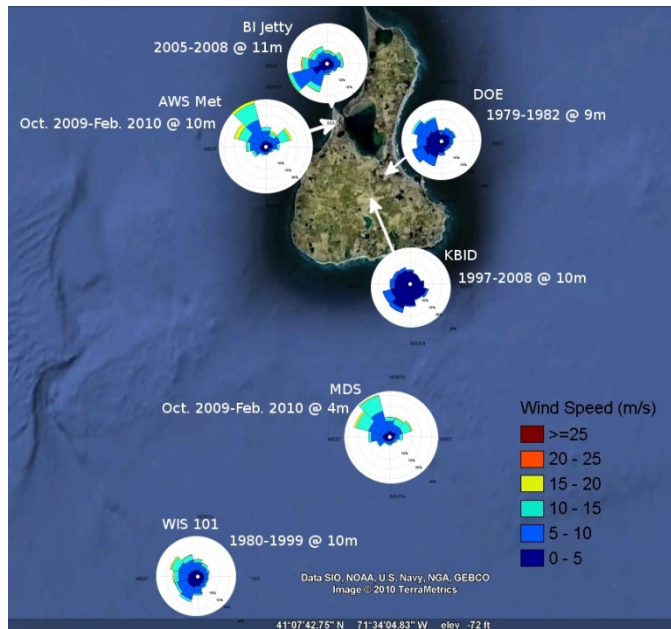 BI Jetty
2005-2008 @ 11m
AWS Met
Oct. 2009-Feb. 2010 @ 10m
DOE
1979-1982 @ 9m
KBID
1997-2008 @ 10m
MDS
Oct. 2009-Feb. 2010 @ 4m
WIS 101
1980-1999 @ 10m
Wind Speed (m/s)
>=25
20 - 25
15 - 20
10 - 15
5 - 10
0 - 5
Data SIO, NOAA, U.S. Navy, NGA, GEBCO
Image © 2010 TerraMetrics
41°07'42.75" N 71°34'04.83" W elev -72 ft